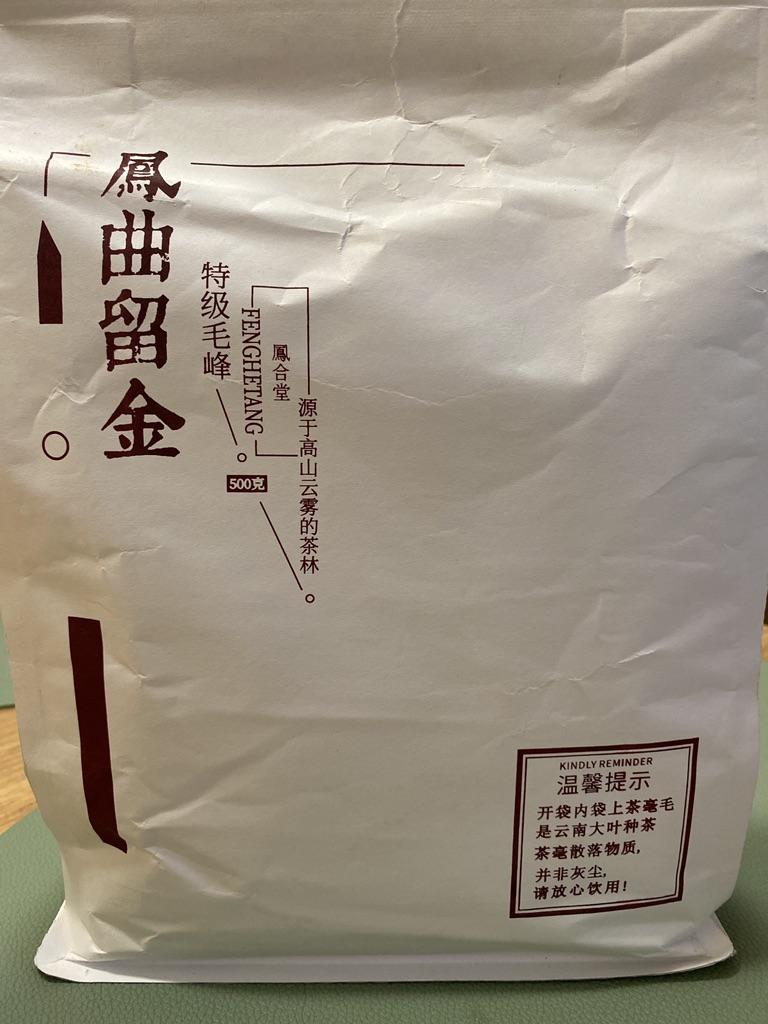 鳳曲留金
特级毛峰
500克
FENGHETANG
鳳合堂
源于高山云雾的茶林
KINDLY REMINDER
温馨提示
开袋内袋上茶毫毛
是云南大叶种茶
茶毫散落物质,
并非灰尘,
请放心饮用!